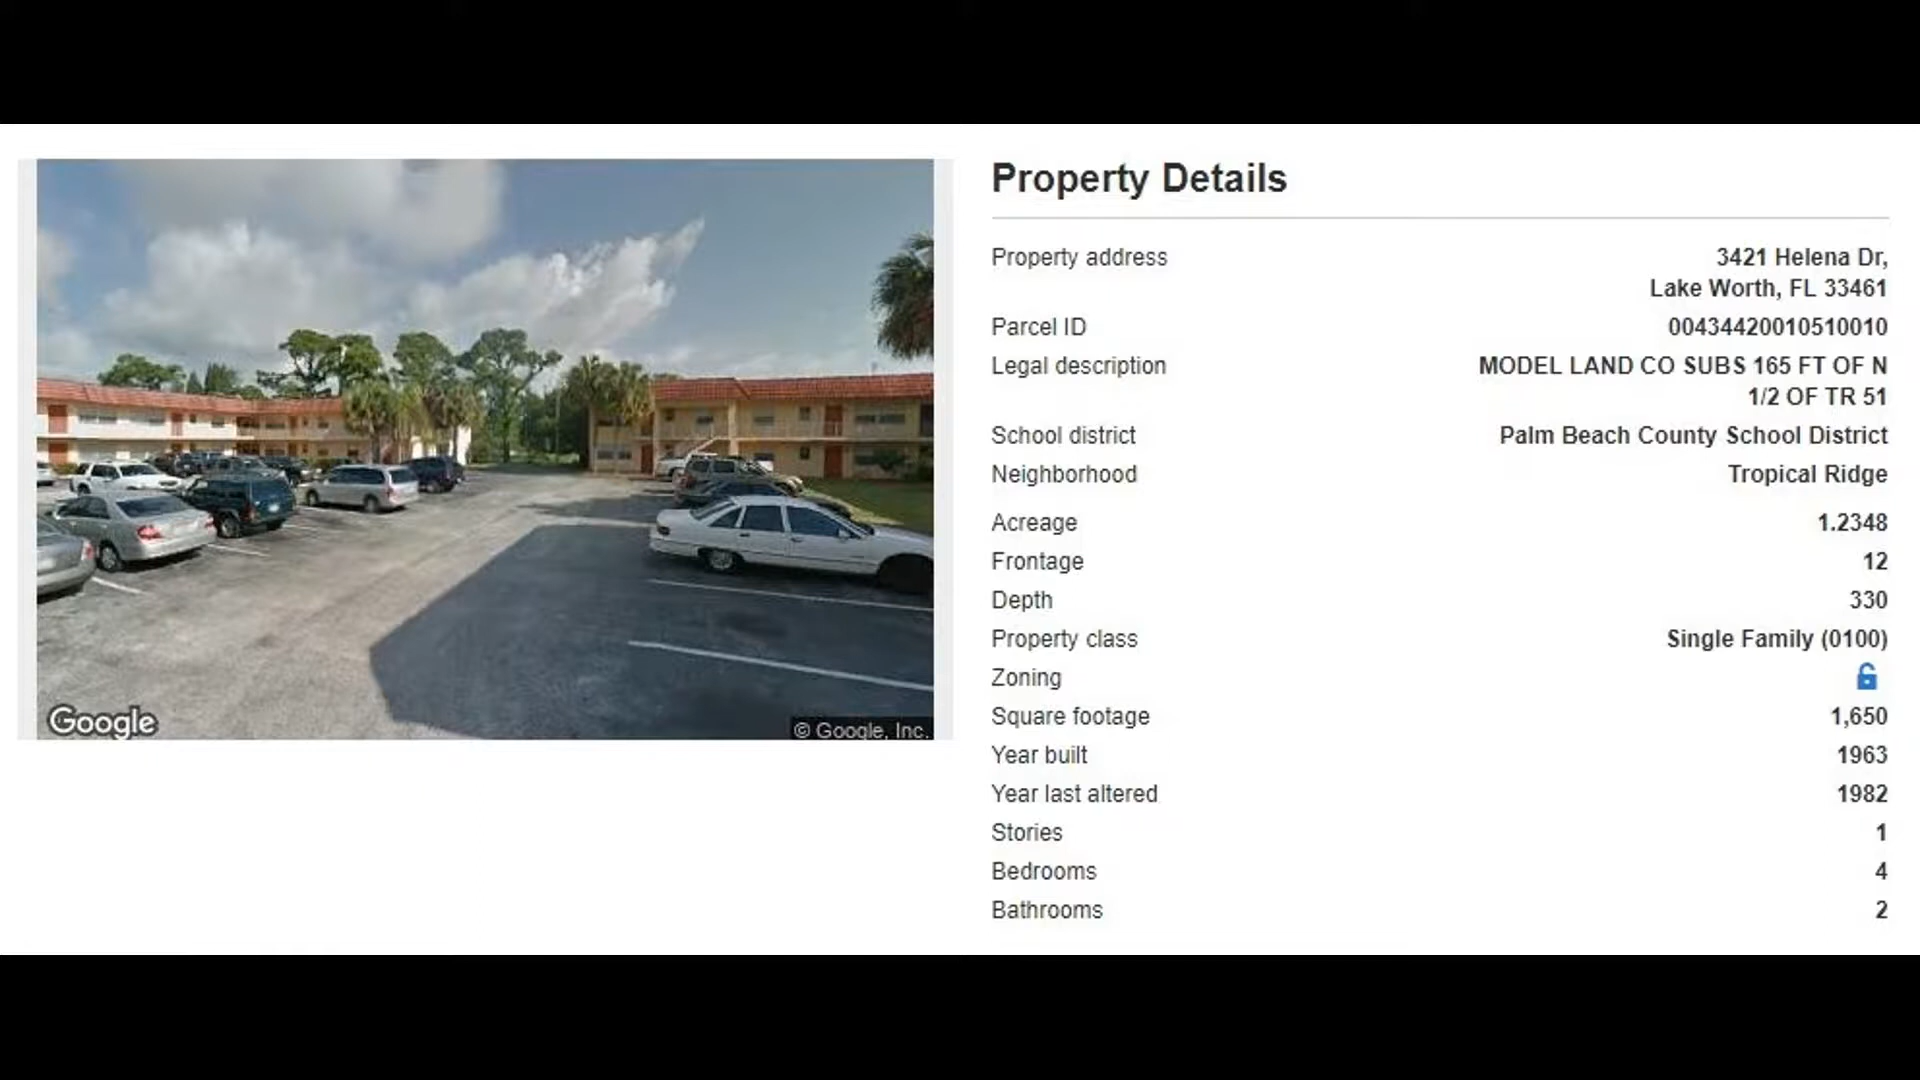 Property Details
Property address 3421 Helena Dr,
Lake Worth, FL 33461
Parcel ID 00434420010510010
Legal description MODEL LAND CO SUBS 165 FT OF N
1/2 OF TR 51
School district Palm Beach County School District
Neighborhood Tropical Ridge
Acreage 1.2348
Frontage 12
Depth 330
Property class Single Family (0100)
Zoning
Square footage 1,650
Year built 1963
Year last altered 1982
Stories 1
Bedrooms 4
Bathrooms 2
Google
© Google, Inc.